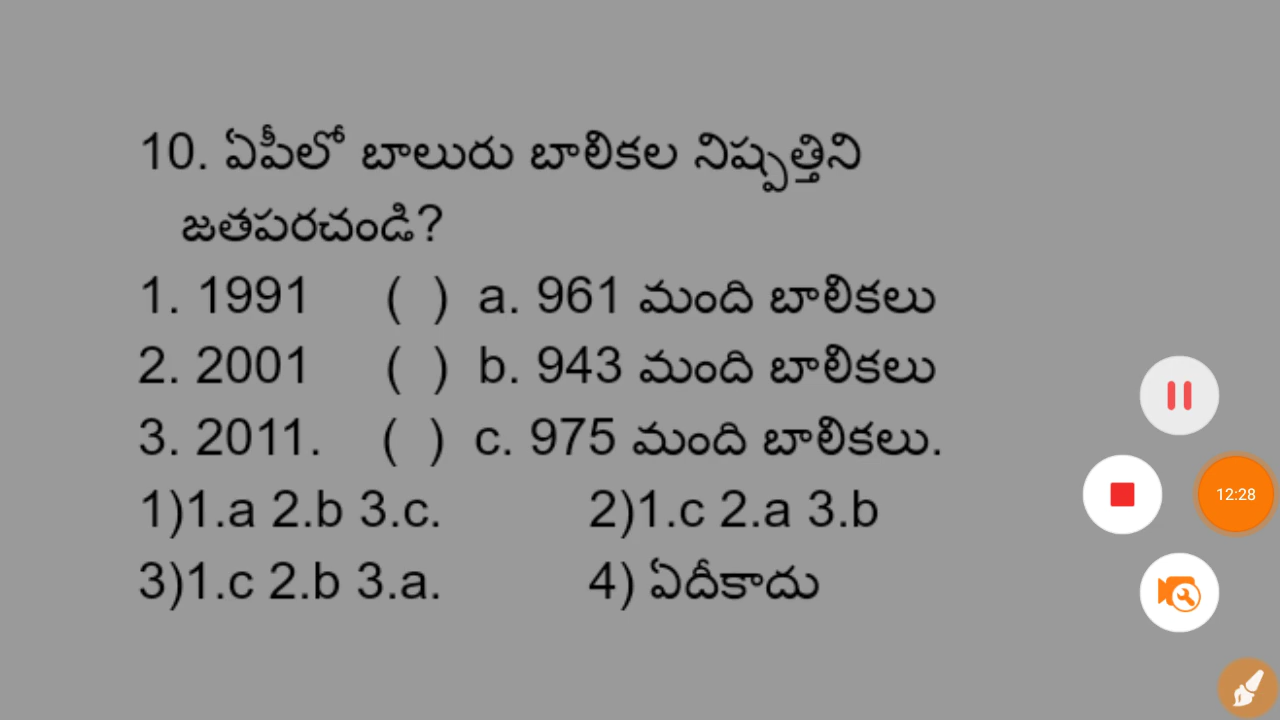 10. ఏపీలో బాలురు బాలికల నిష్పత్తిని
జతపరచండి?
1. 1991 ( ) a. 961 మంది బాలికలు
2. 2001 ( ) b. 943 మంది బాలికలు
3. 2011. ( ) c. 975 మంది బాలికలు.
1)1.a 2.b 3.c. 2)1.c 2.a 3.b
3)1.c 2.b 3.a. 4) ఏదీకాదు
12:28